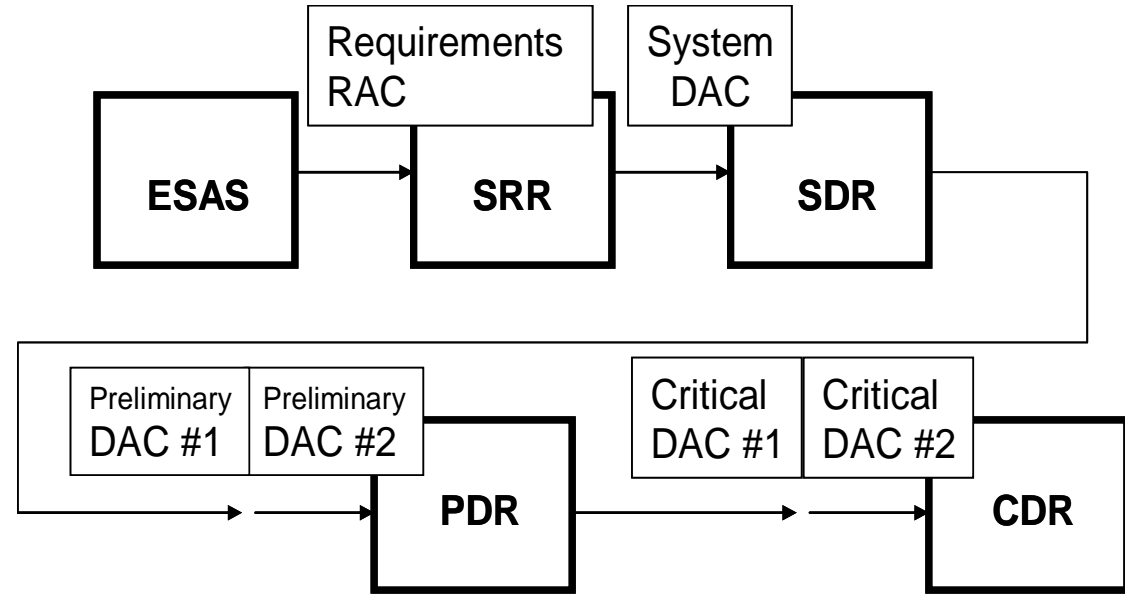 Requirements
RAC
System
DAC
ESAS
SRR
SDR
Preliminary
DAC #1
Preliminary
DAC #2
Critical
DAC #1
Critical
DAC #2
PDR
CDR